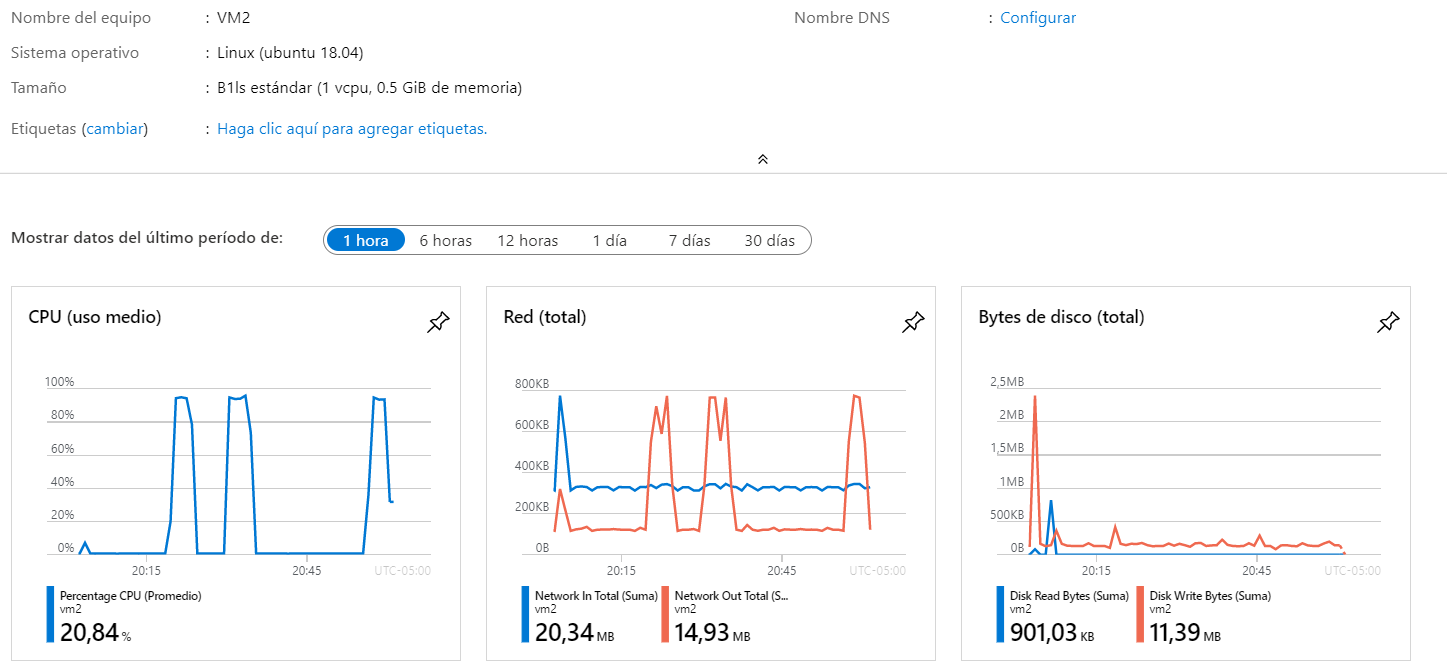 Nombre del equipo : VM2 Nombre DNS : Configurar
Sistema operativo : Linux (ubuntu 18.04)
Tamaño : B1ls estándar (1 vcpu, 0.5 GiB de memoria)
Etiquetas (cambiar) : Haga clic aquí para agregar etiquetas.
Mostrar datos del último período de: 1 hora 6 horas 12 horas 1 día 7 días 30 días
CPU (uso medio)
100%
80%
60%
40%
20%
0%
20:15 20:45 UTC-05:00
Percentage CPU (Promedio)
vm2
20,84 %
Red (total)
800KB
600KB
400KB
200KB
0B
20:15 20:45 UTC-05:00
Network In Total (Suma) Network Out Total (S...
vm2 vm2
20,34 MB 14,93 MB
Bytes de disco (total)
2,5MB
2MB
1,5MB
1MB
500KB
0B
20:15 20:45 UTC-05:00
Disk Read Bytes (Suma) Disk Write Bytes (Suma)
vm2 vm2
901,03 KB 11,39 MB